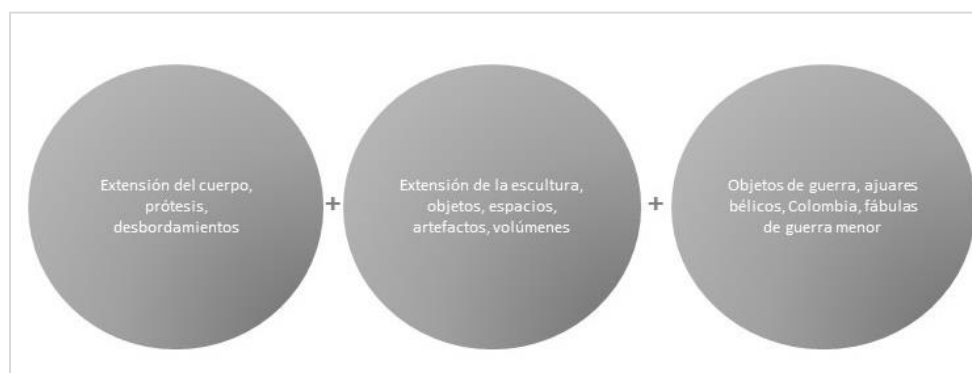 Extensión del cuerpo,
prótesis,
desbordamientos
+
Extensión de la escultura,
objetos, espacios,
artefactos, volúmenes
+
Objetos de guerra, ajuares
bélicos, Colombia, fábulas
de guerra menor